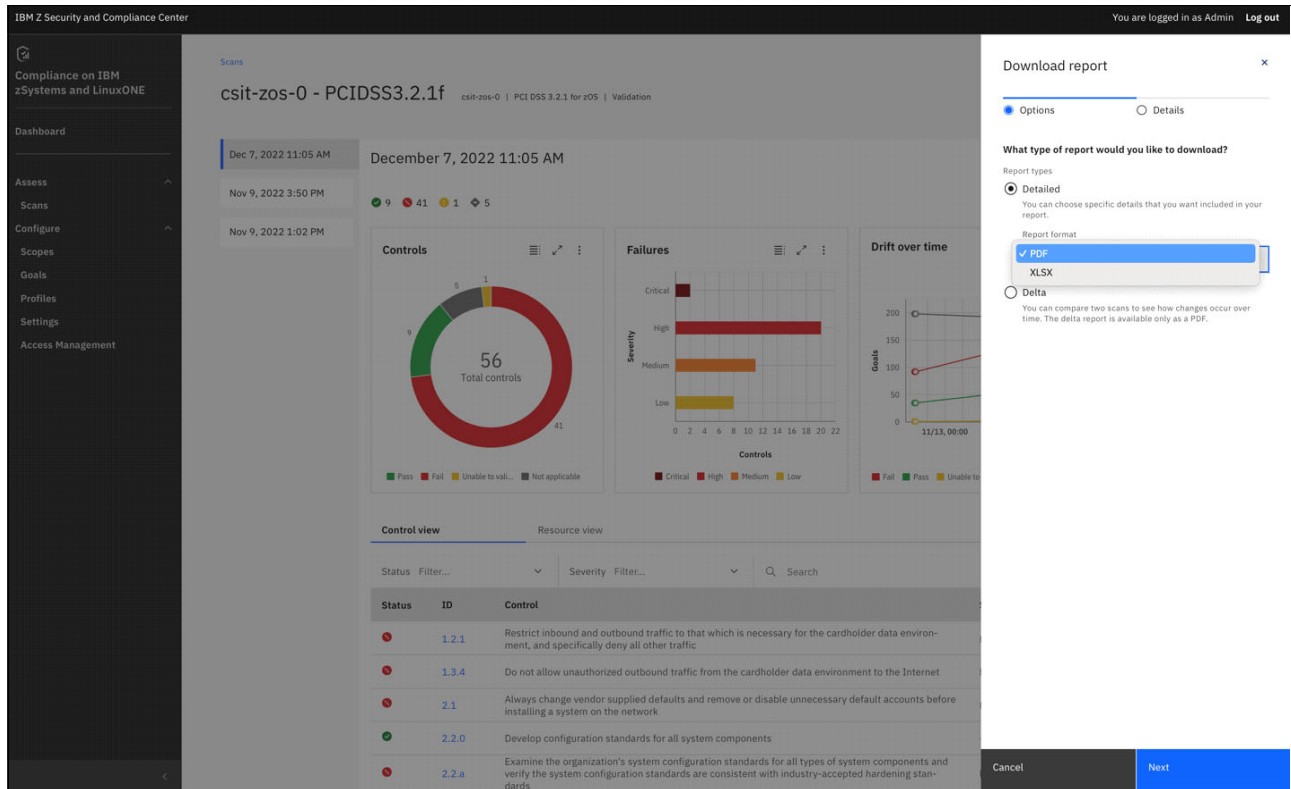 IBM Z Security and Compliance Center
You are logged in as Admin Log out
Compliance on IBM
zSystems and LinuxONE
Dashboard
Assess
Scans
Configure
Scopes
Goals
Profiles
Settings
Access Management
Scans
csit-zos-0 - PCIDSS3.2.1f csit-zos-0 | PCI DSS 3.2.1 for zOS | Validation
Dec 7, 2022 11:05 AM
Nov 9, 2022 3:50 PM
Nov 9, 2022 1:02 PM
December 7, 2022 11:05 AM
9 41 1 5
Controls
5
1
9
56
Total controls
41
Pass Fail Unable to vali... Not applicable
Failures
Severity
Critical
High
Medium
Low
0 2 4 6 8 10 12 14 16 18 20 22
Controls
Critical High Medium Low
Drift over time
Goals
200
150
100
50
0
11/13, 00:00
Fail Pass Unable to
Control view Resource view
Status Filter... Severity Filter... Search
Status ID Control
1.2.1 Restrict inbound and outbound traffic to that which is necessary for the cardholder data environ-
ment, and specifically deny all other traffic
1.3.4 Do not allow unauthorized outbound traffic from the cardholder data environment to the Internet
2.1 Always change vendor supplied defaults and remove or disable unnecessary default accounts before
installing a system on the network
2.2.0 Develop configuration standards for all system components
2.2.a Examine the organization's system configuration standards for all types of system components and
verify the system configuration standards are consistent with industry-accepted hardening stan-
dards
Download report
Options Details
What type of report would you like to download?
Report types
Detailed
You can choose specific details that you want included in your
report.
Report format
PDF
XLSX
Delta
You can compare two scans to see how changes occur over
time. The delta report is available only as a PDF.
Cancel Next